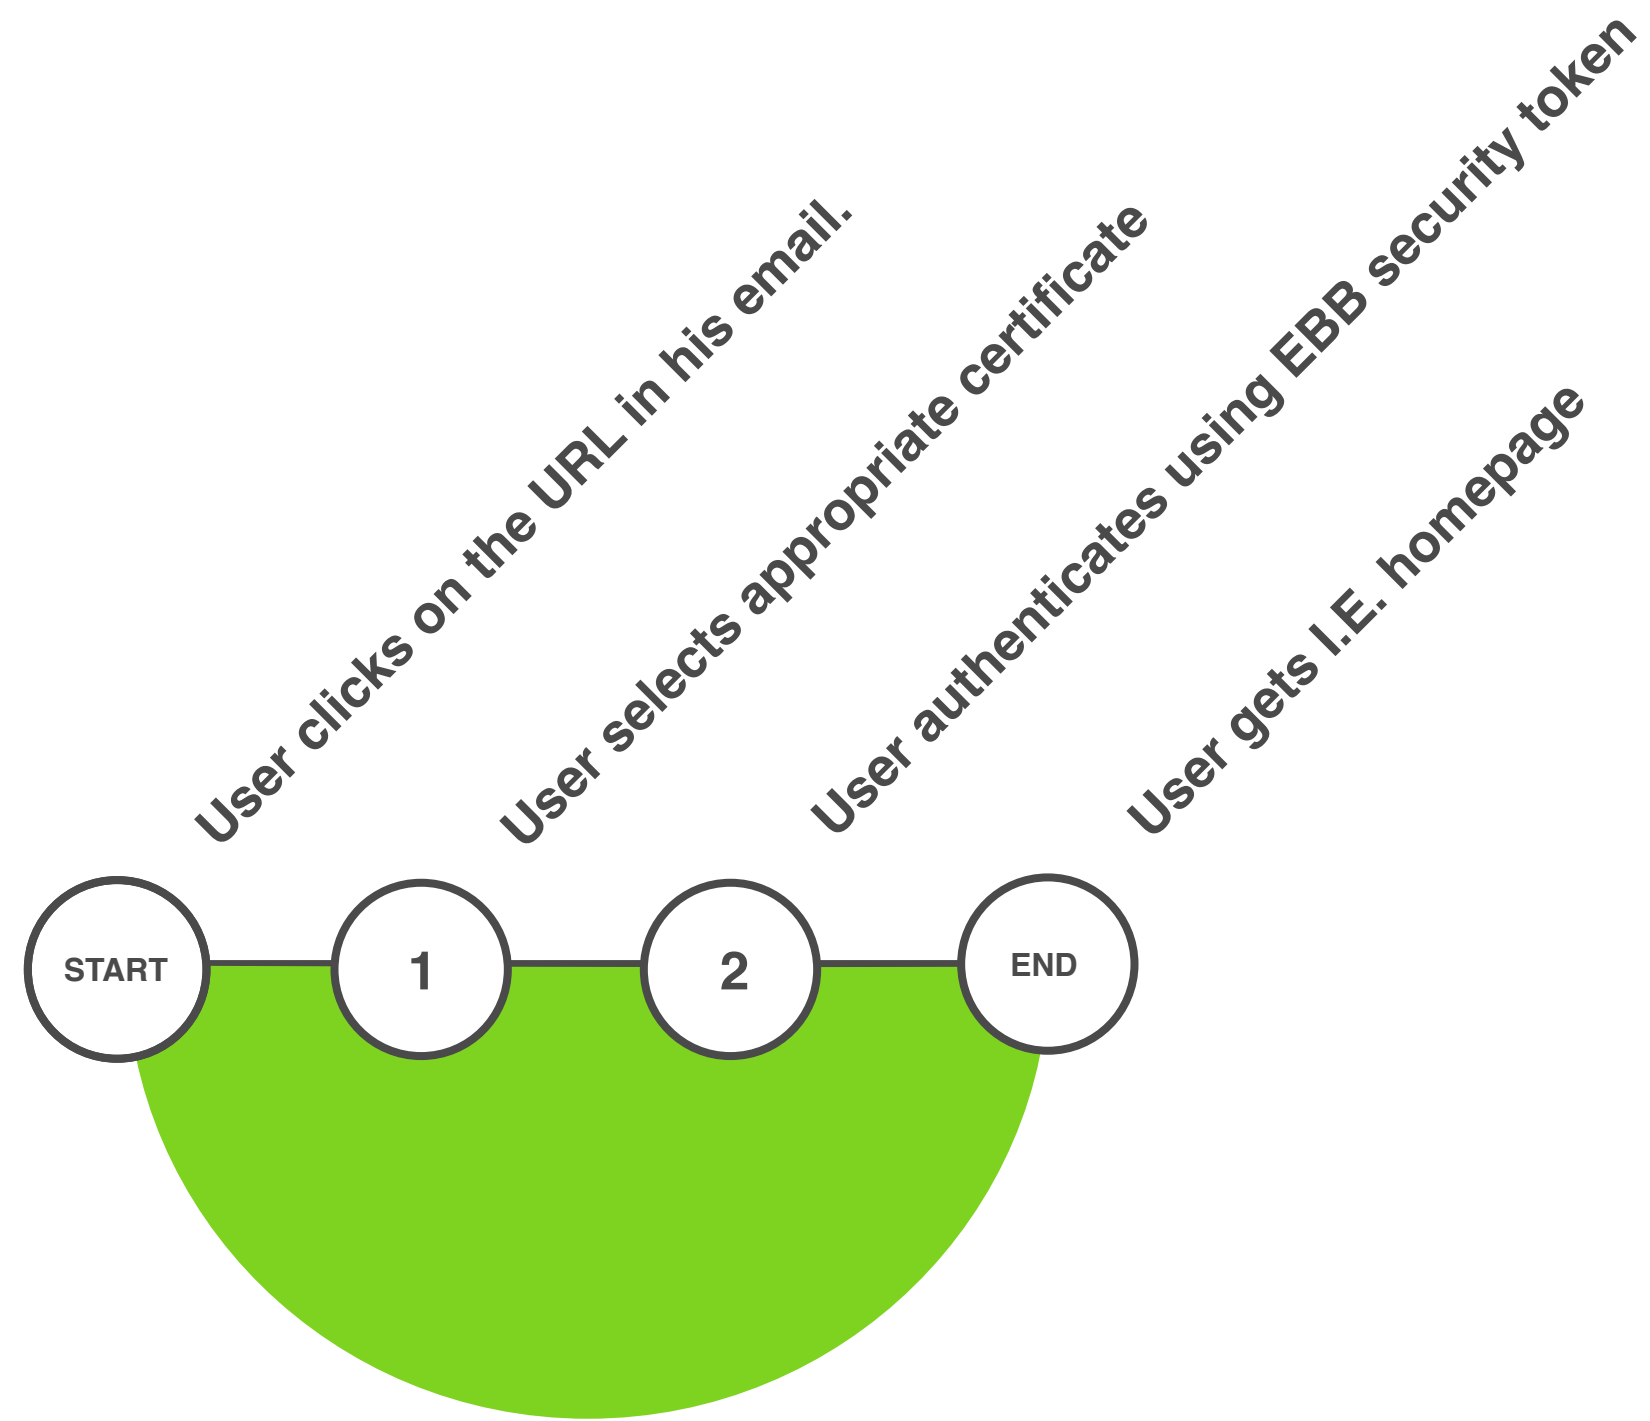 User clicks on the URL in his email.
User selects appropriate certificate
User authenticates using EBB security token
User gets I.E. homepage
START
1
2
END